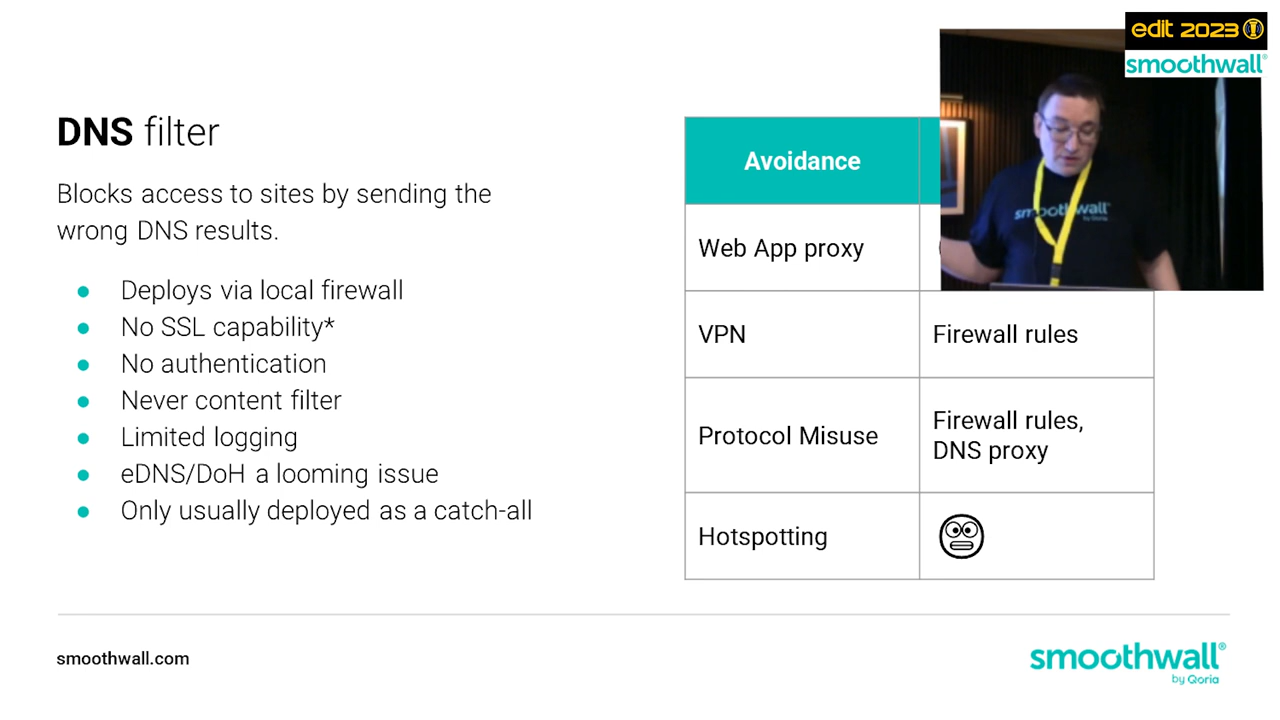 edit 2023
smoothwall®
DNS filter
Blocks access to sites by sending the
wrong DNS results.
● Deploys via local firewall
● No SSL capability*
● No authentication
● Never content filter
● Limited logging
● eDNS/DoH a looming issue
● Only usually deployed as a catch-all
Avoidance
Web App proxy
VPN
Firewall rules
Protocol Misuse
Firewall rules,
DNS proxy
Hotspotting
smoothwall
by Qoria
smoothwall.com
smoothwall®
by Qoria